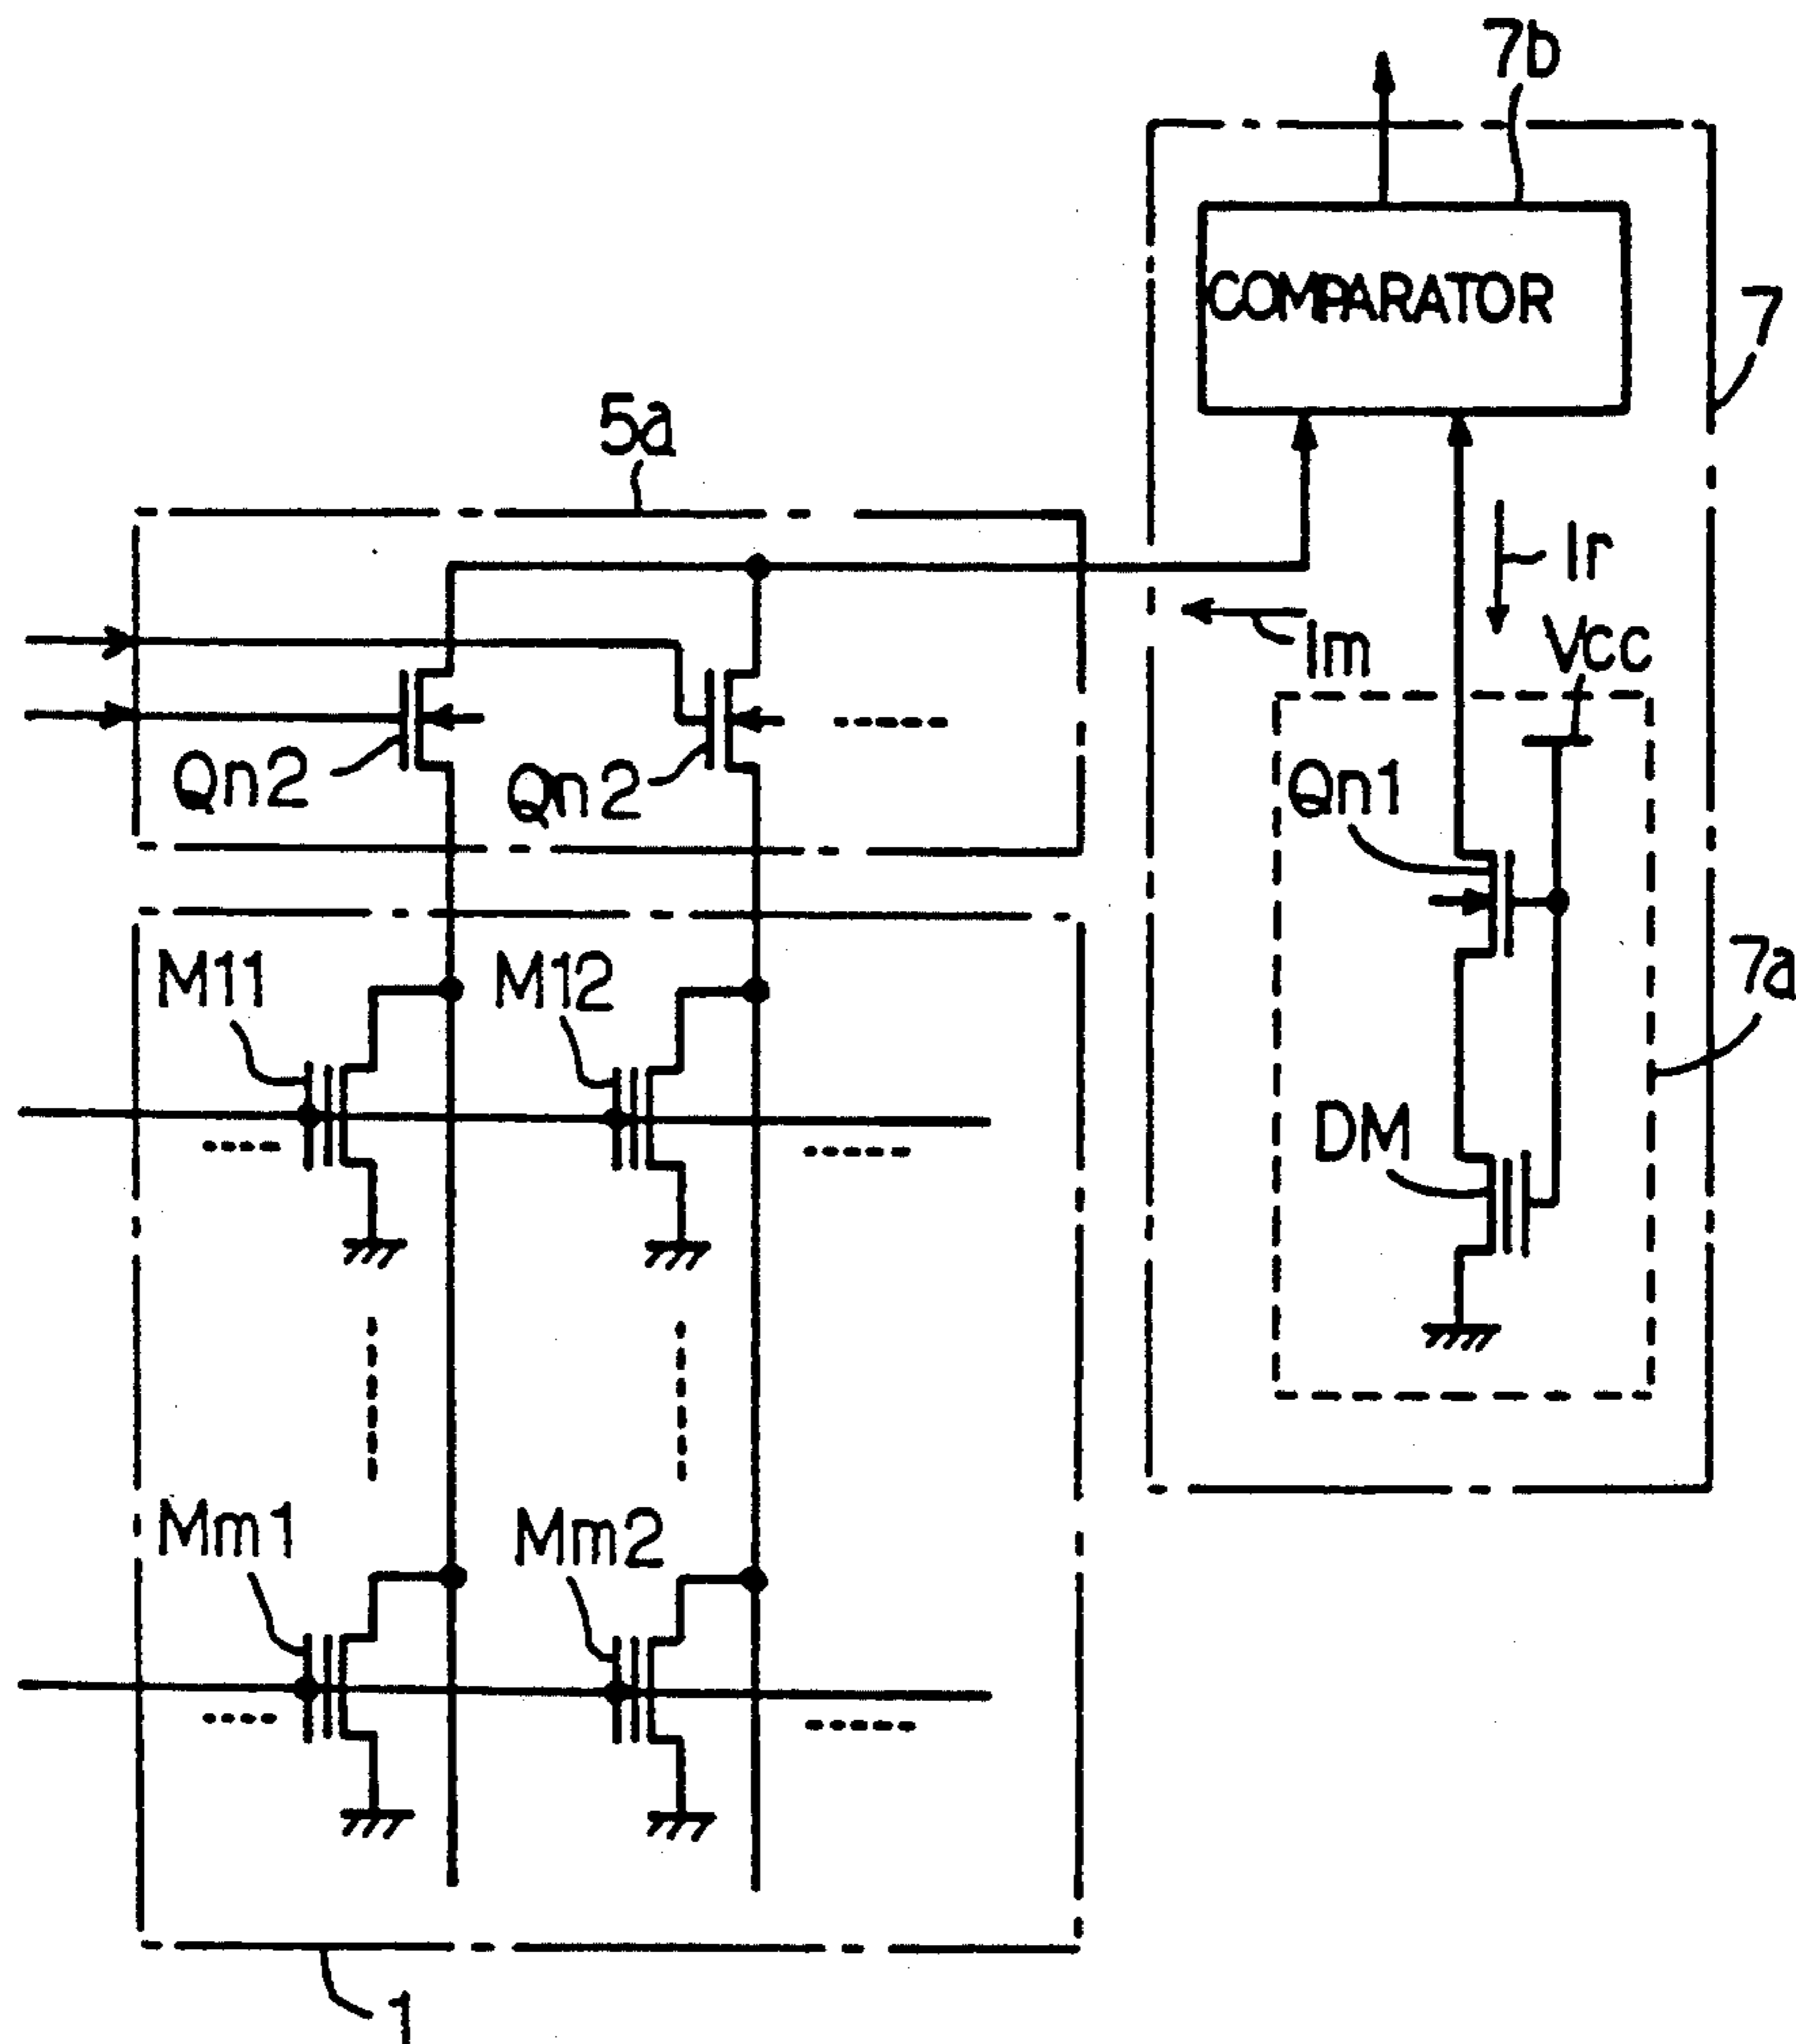 7b
COMPARATOR
7
5a
Ir
Im
VCC
Qn2
Qn2
Qn1
M11
M12
7a
DM
Mm1
Mm2
1